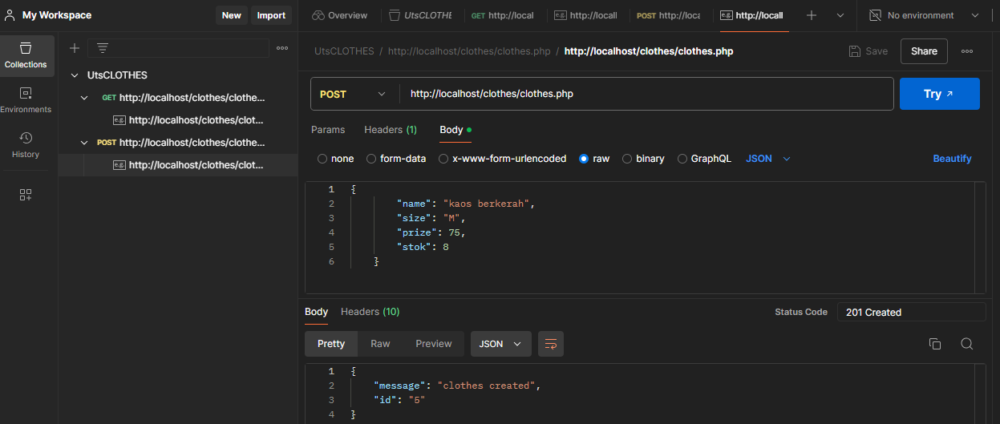 My Workspace New Import Overview UtsCLOTHE GET http://local e.g. http://locall POST http://loca e.g. http://locall No environment
Collections
Environments
History
UtsCLOTHES
GET http://localhost/clothes/clothe...
e.g. http://localhost/clothes/clot...
POST http://localhost/clothes/clothe...
e.g. http://localhost/clothes/clot...
UtsCLOTHES / http://localhost/clothes/clothes.php / http://localhost/clothes/clothes.php Save Share
POST http://localhost/clothes/clothes.php Try
Params Headers (1) Body
none form-data x-www-form-urlencoded raw binary GraphQL JSON Beautify
1 {
2 "name": "kaos berkerah",
3 "size": "M",
4 "prize": 75,
5 "stok": 8
6 }
Body Headers (10) Status Code 201 Created
Pretty Raw Preview JSON
1 {
2 "message": "clothes created",
3 "id": "5"
4 }